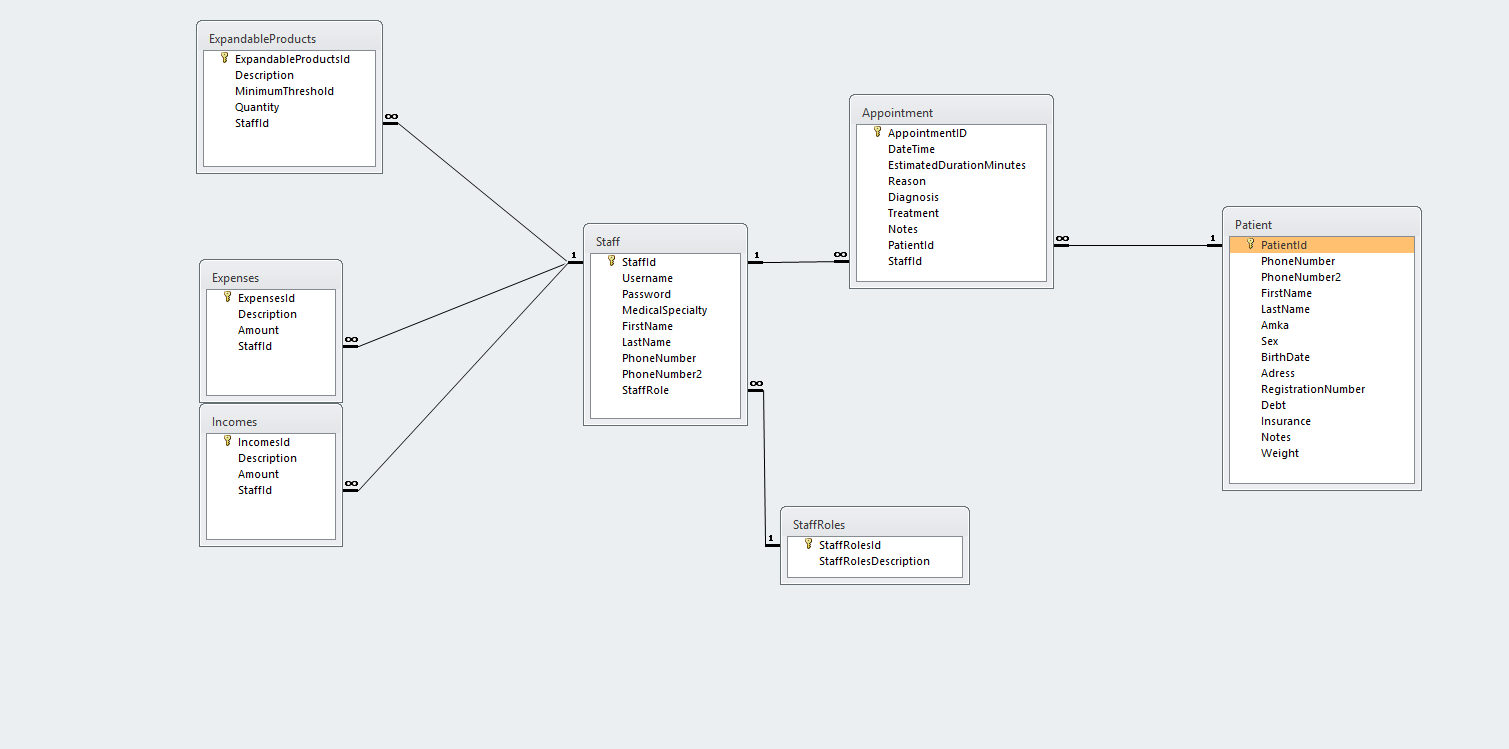 ExpandableProducts
ExpandableProductsId
Description
MinimumThreshold
Quantity
StaffId
∞
Expenses
ExpensesId
Description
Amount
StaffId
∞
Incomes
IncomesId
Description
Amount
StaffId
∞
1
Staff
StaffId
Username
Password
MedicalSpecialty
FirstName
LastName
PhoneNumber
PhoneNumber2
StaffRole
1
∞
∞
1
StaffRoles
StaffRolesId
StaffRolesDescription
Appointment
AppointmentID
DateTime
EstimatedDurationMinutes
Reason
Diagnosis
Treatment
Notes
PatientId
StaffId
∞
1
Patient
PatientId
PhoneNumber
PhoneNumber2
FirstName
LastName
Amka
Sex
BirthDate
Adress
RegistrationNumber
Debt
Insurance
Notes
Weight